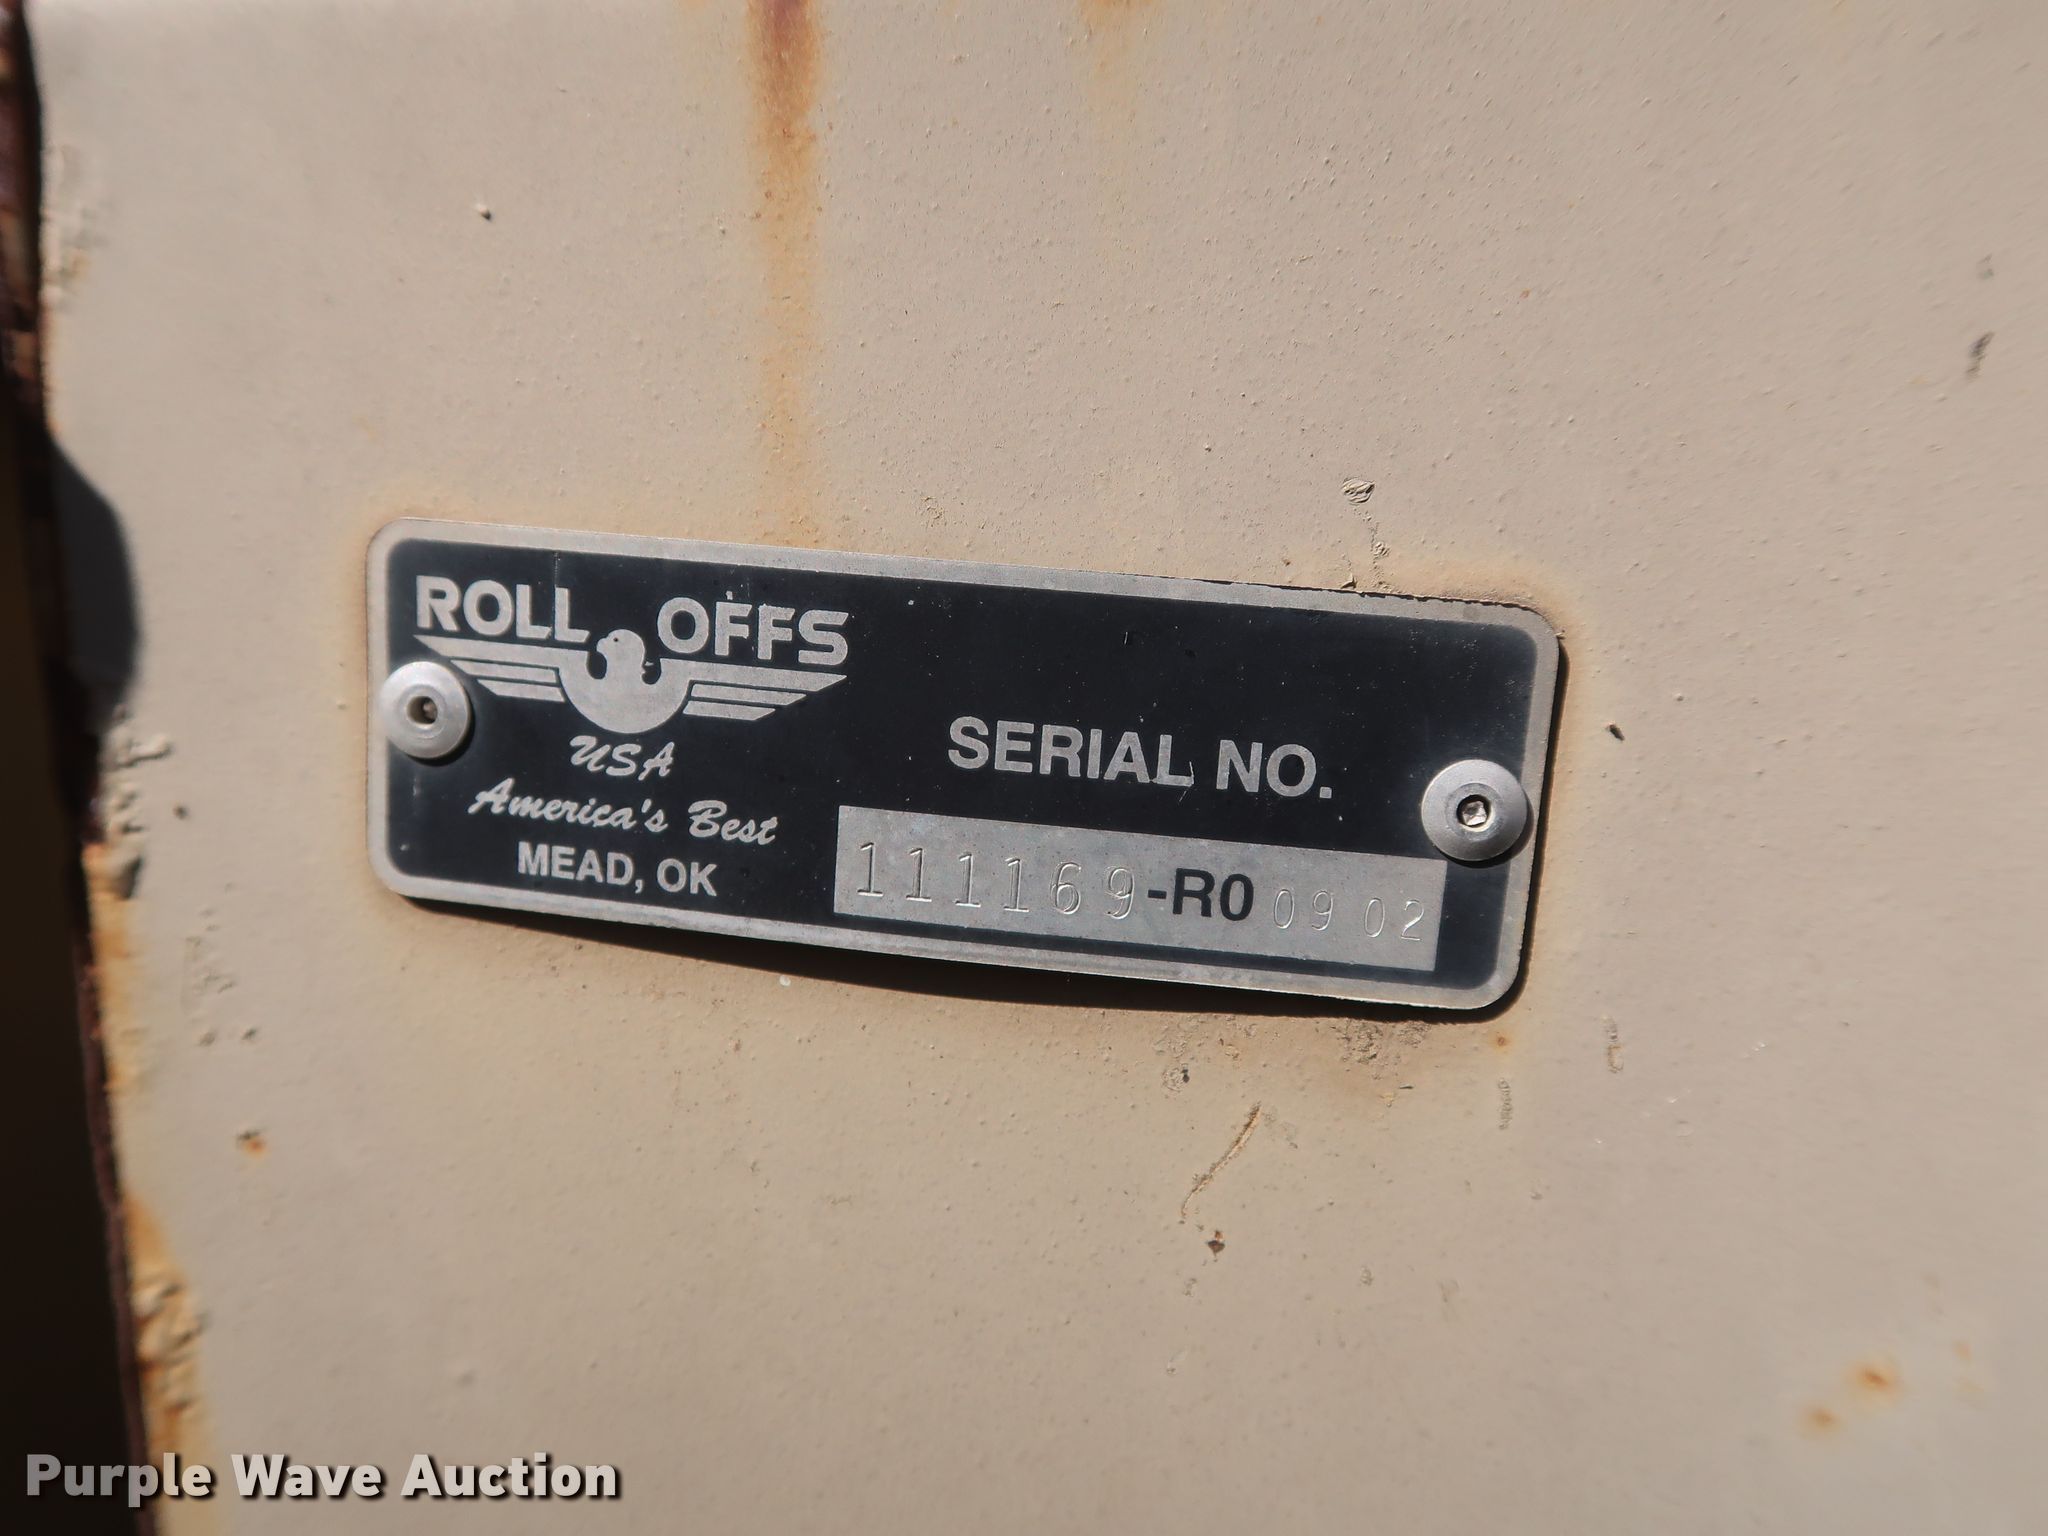 ROLL OFFS
USA
America's Best
MEAD, OK
SERIAL NO.
111169-R0 09 02
Purple Wave Auction